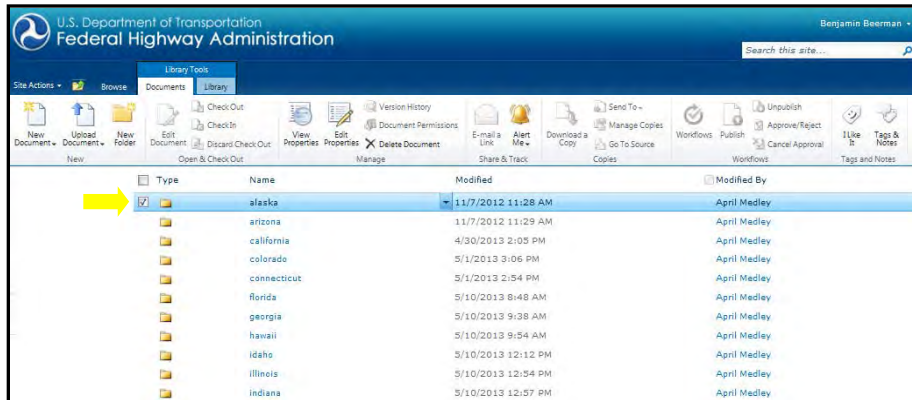 U.S. Department of Transportation
Federal Highway Administration
Benjamin Beerman
Search this site...
Library Tools
Site Actions Browse Documents Library
New Document
Upload Document
New Folder
New
Edit Document
Check Out
Check In
Discard Check Out
Open & Check Out
View Properties
Edit Properties
Version History
Document Permissions
Delete Document
Manage
E-mail a Link
Alert Me
Share & Track
Download a Copy
Send To
Manage Copies
Go To Source
Copies
Workflows
Publish
Unpublish
Approve/Reject
Cancel Approval
Workflows
I Like It
Tags & Notes
Tags and Notes
Type Name Modified Modified By
alaska 11/7/2012 11:28 AM April Medley
arizona 11/7/2012 11:29 AM April Medley
california 4/30/2013 2:05 PM April Medley
colorado 5/1/2013 3:06 PM April Medley
connecticut 5/1/2013 2:54 PM April Medley
florida 5/10/2013 8:48 AM April Medley
georgia 5/10/2013 9:38 AM April Medley
hawaii 5/10/2013 9:54 AM April Medley
idaho 5/10/2013 12:12 PM April Medley
illinois 5/10/2013 12:54 PM April Medley
indiana 5/10/2013 12:57 PM April Medley